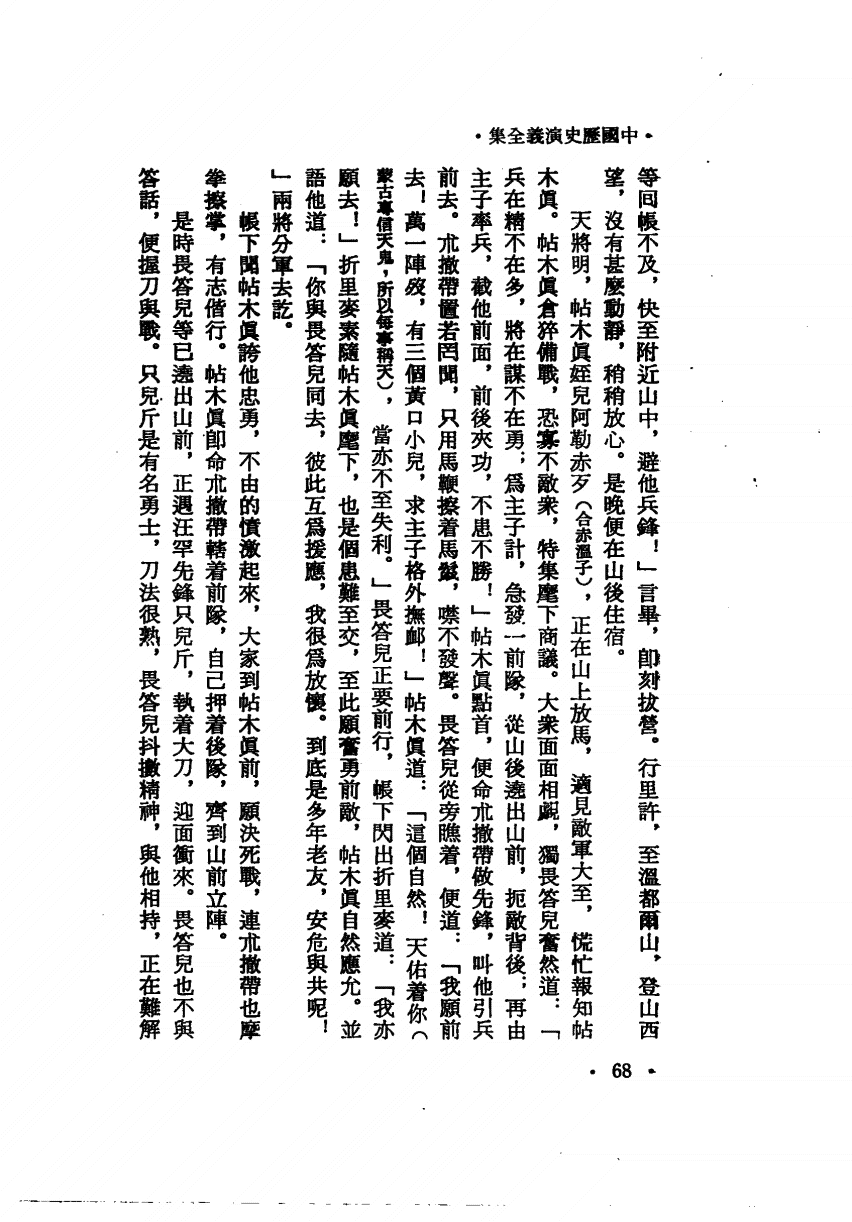 •中國歷史演義全集•
等回帳不及，快至附近山中，避他兵鋒！」言畢，卽刻拔營。行里許，至溫都爾山，登山西
望，沒有甚麼動靜，稍稍放心。是晚便在山後住宿。
天將明，帖木眞姪兒阿勒赤歹（合赤溫子），正在山上放馬，適見敵軍大至，慌忙報知帖
木眞。帖木眞倉猝備戰，恐寡不敵衆，特集麾下商議。大衆面面相覷，獨畏答兒奮然道：「
兵在精不在多，將在謀不在勇；爲主子計，急發一前隊，從山後遶出山前，扼敵背後；再由
主子率兵，截他前面，前後夾功，不患不勝！」帖木眞點首，便命朮撤帶做先鋒，叫他引兵
前去。朮撤帶置若罔聞，只用馬鞭擦着馬鬣，噤不發聲。畏答兒從旁瞧着，便道：「我願前
去！萬一陣歿，有三個黃口小兒，求主子格外撫卹！」帖木眞道：「這個自然！天佑着你（
蒙古專信天鬼，所以每事稱天），當亦不至失利。」畏答兒正要前行，帳下閃出折里麥道：「我亦
願去！」折里麥素隨帖木眞麾下，也是個患難至交，至此願奮勇前敵，帖木眞自然應允。並
語他道：「你與畏答兒同去，彼此互爲援應，我很爲放懷。到底是多年老友，安危與共呢！
」兩將分軍去訖。
帳下聞帖木眞誇他忠勇，不由的憤激起來，大家到帖木眞前，願決死戰，連朮撤帶也摩
拳擦掌，有志偕行。帖木眞卽命朮撤帶轄着前隊，自己押着後隊，齊到山前立陣。
是時畏答兒等已遶出山前，正遇汪罕先鋒只兒斤，執着大刀，迎面衝來。畏答兒也不與
答話，便握刀與戰。只兒斤是有名勇士，刀法很熟，畏答兒抖擻精神，與他相持，正在難解
•68•